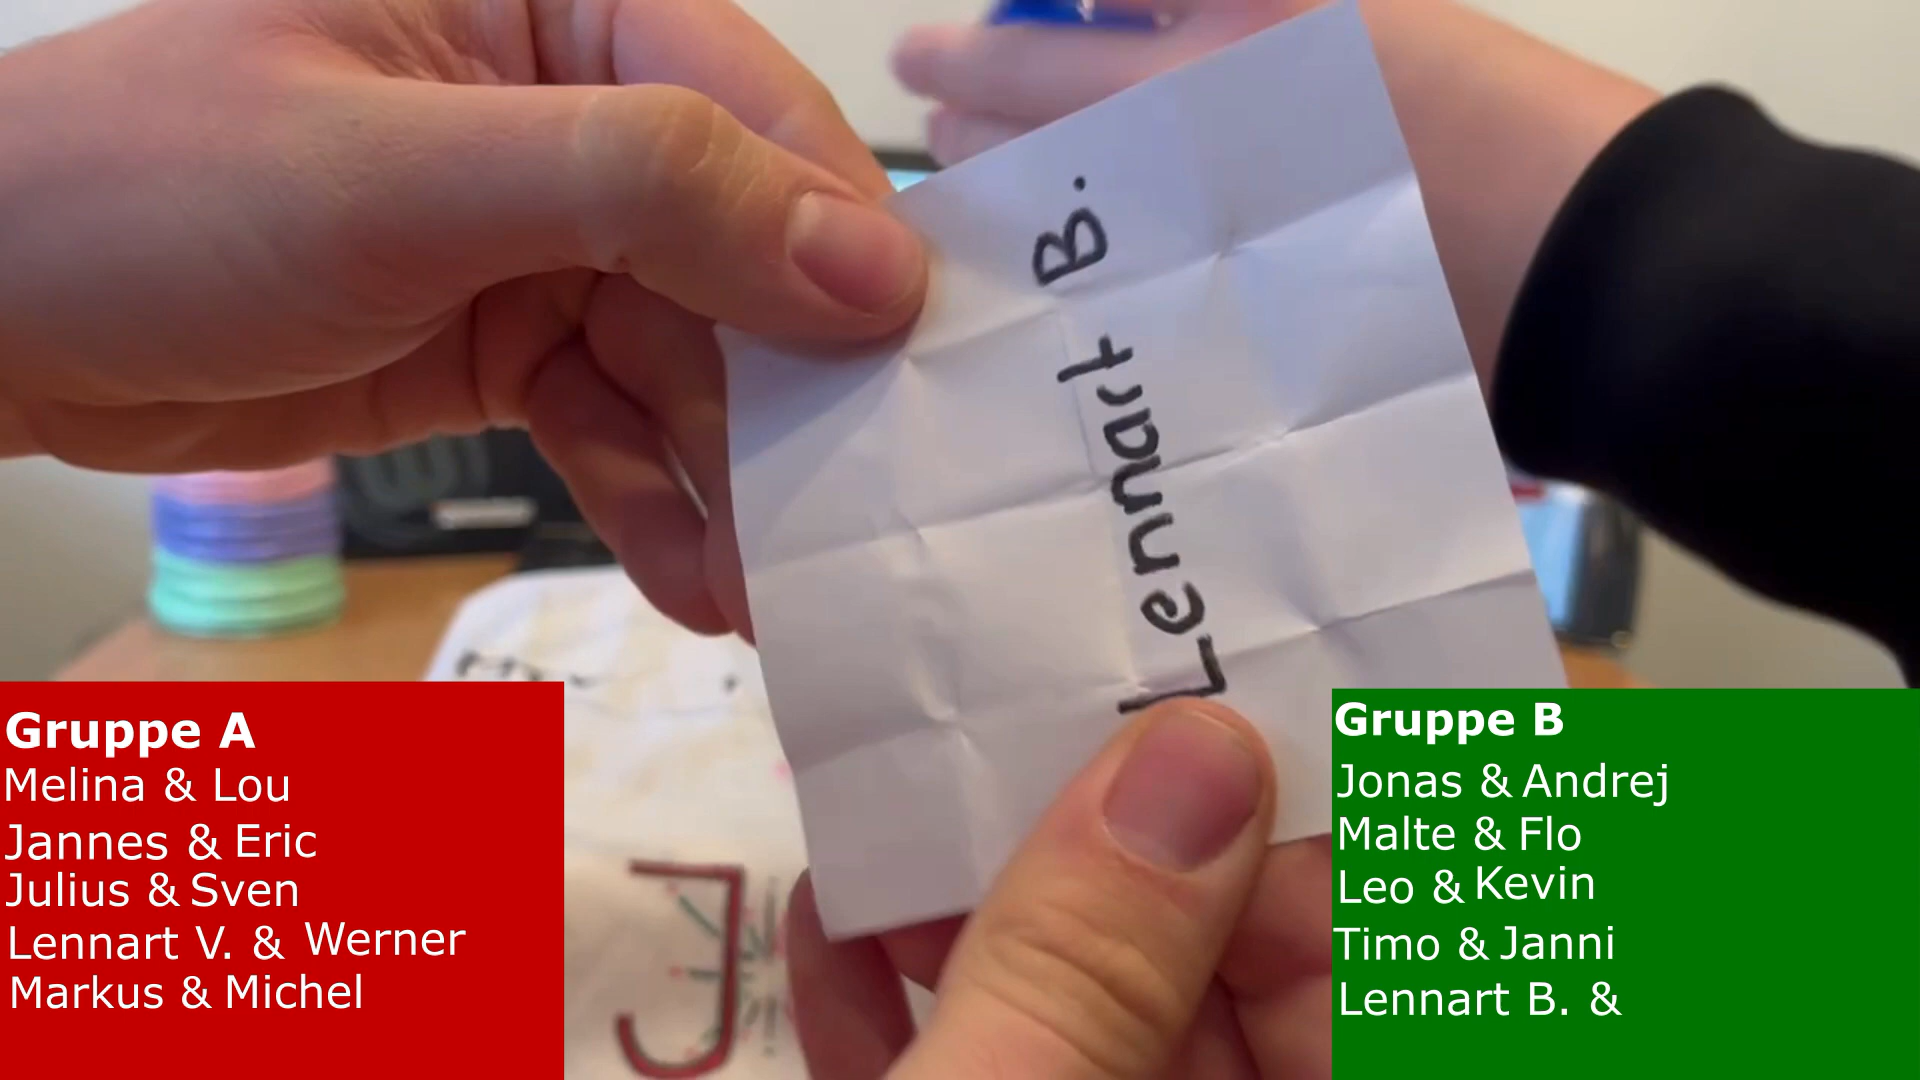 Lennart B.
J
Gruppe A
Melina & Lou
Jannes & Eric
Julius & Sven
Lennart V. & Werner
Markus & Michel
Gruppe B
Jonas & Andrej
Malte & Flo
Leo & Kevin
Timo & Janni
Lennart B. &